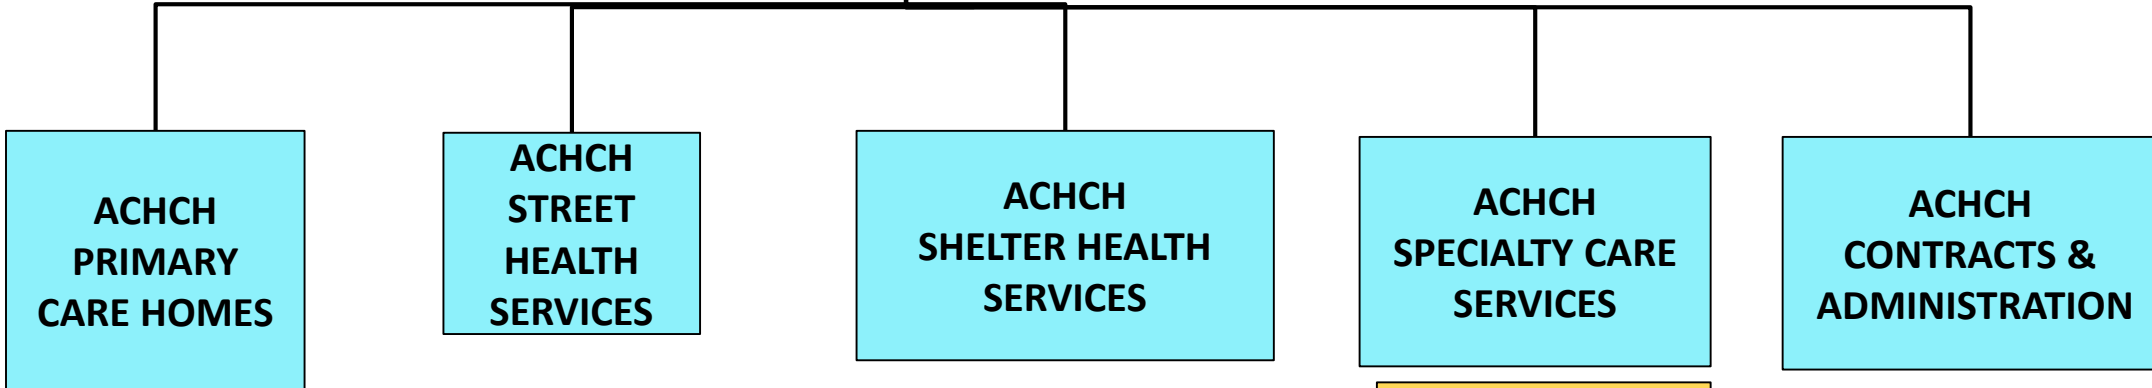 ACHCH
PRIMARY
CARE HOMES
ACHCH
STREET
HEALTH
SERVICES
ACHCH
SHELTER HEALTH
SERVICES
ACHCH
SPECIALTY CARE
SERVICES
ACHCH
CONTRACTS &
ADMINISTRATION